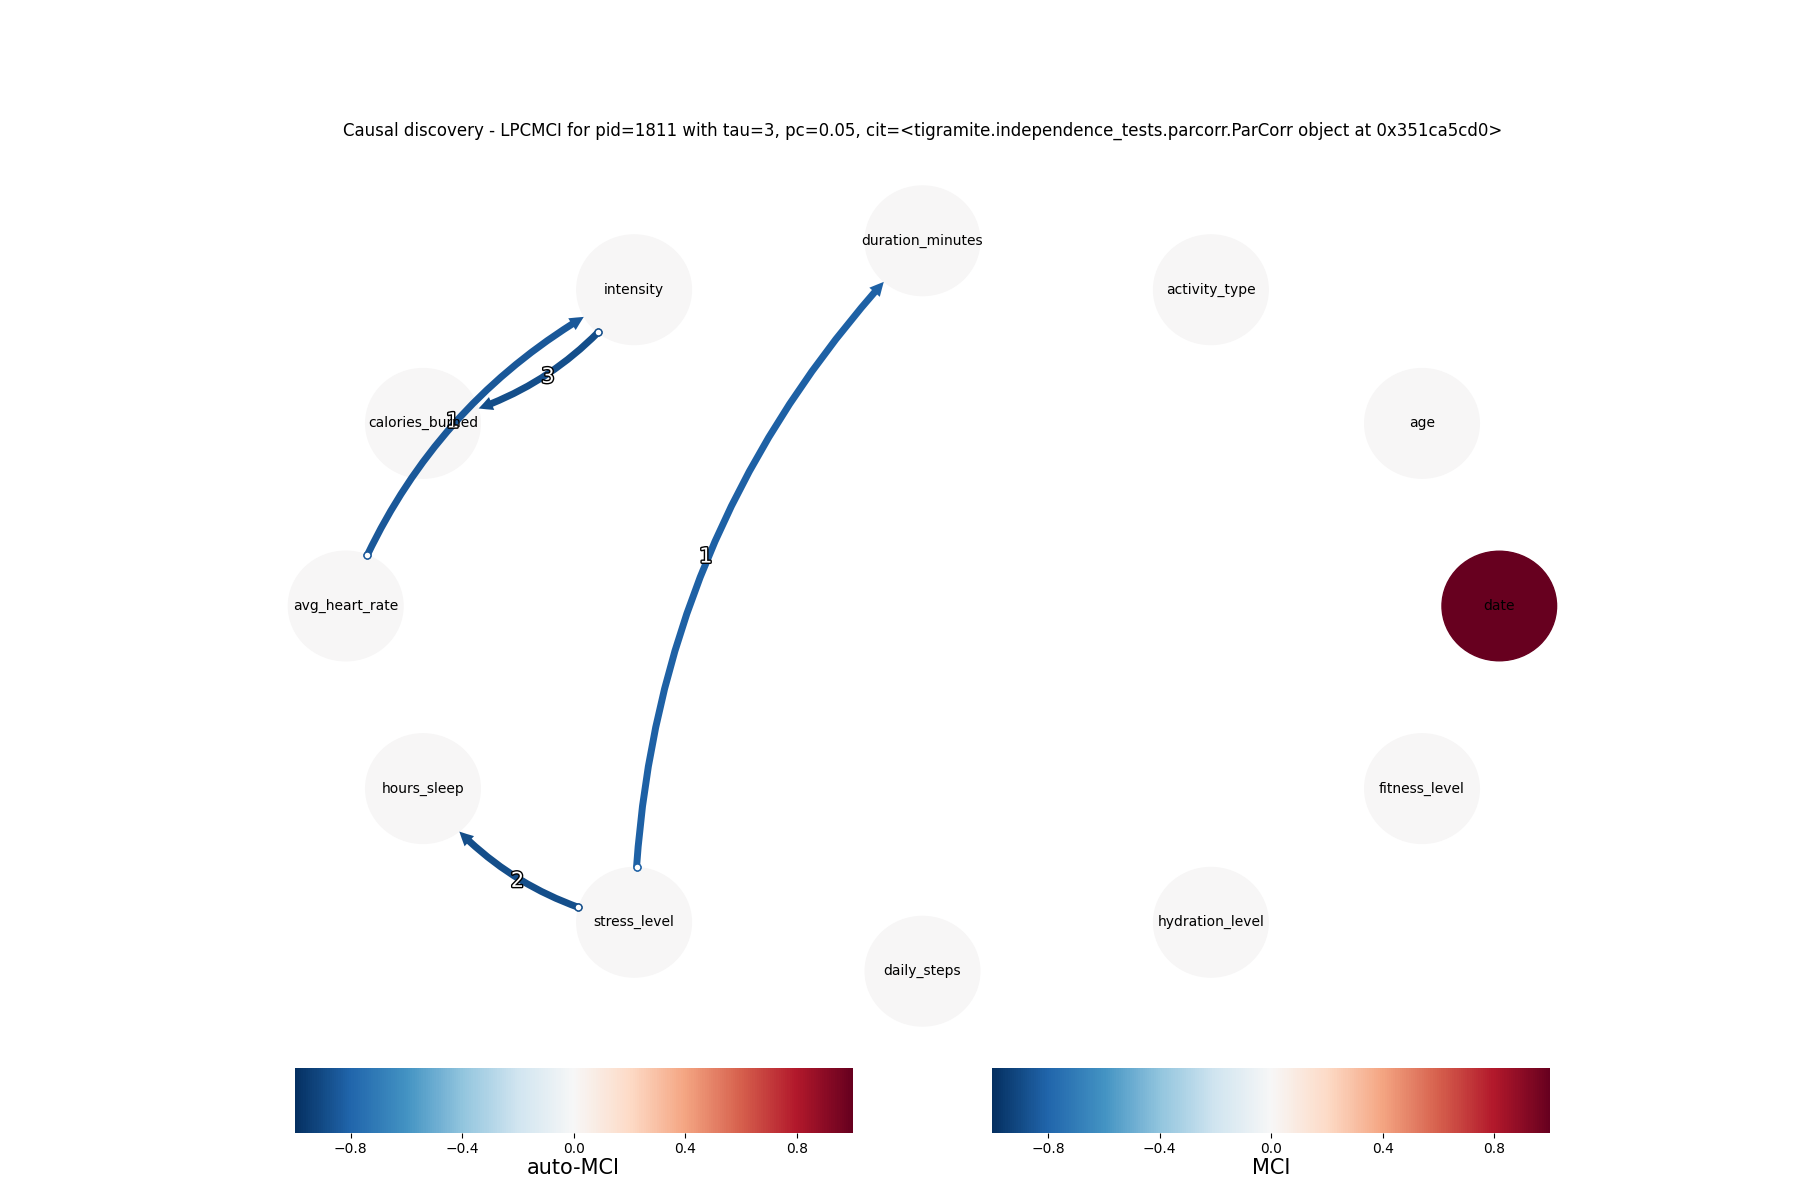 Causal discovery - LPCMCI for pid=1811 with tau=3, pc=0.05, cit=<tigramite.independence_tests.parcorr.ParCorr object at 0x351ca5cd0>
duration_minutes
intensity
activity_type
3
calories_burned
1
age
1
avg_heart_rate
date
hours_sleep
fitness_level
2
stress_level
hydration_level
daily_steps
−0.8 −0.4 0.0 0.4 0.8
auto-MCI
−0.8 −0.4 0.0 0.4 0.8
MCI